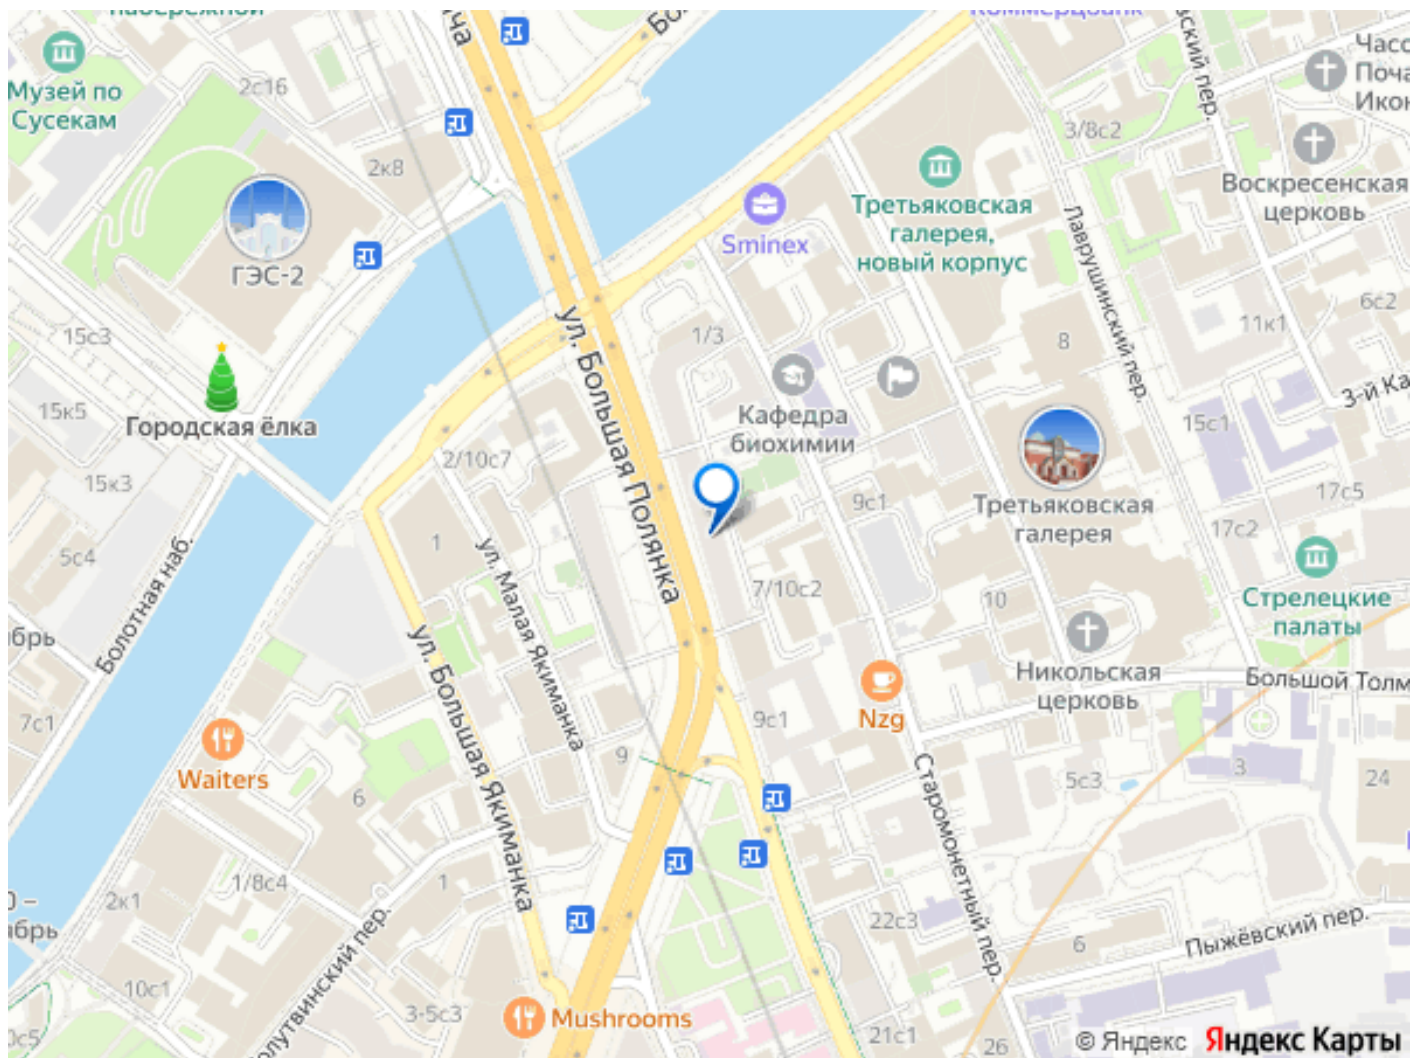 набережной
Коммерцбанк
Музей по
Сусекам
2с16
2к8
ГЭС-2
15с3
15к5
Городская ёлка
15к3
5с4
Болотная наб.
7с1
Waiters
6
1/8с4
2к1
10с1
1
3-5с3
Mushrooms
2/10с7
1
ул. Малая Якиманка
ул. Большая Якиманка
9
ул. Большая Полянка
1/3
Sminex
Третьяковская
галерея,
новый корпус
3/8с2
Лаврушинский пер.
Воскресенская
церковь
6с2
11к1
8
Кафедра
биохимии
9с1
Третьяковская
галерея
15с1
17с5
17с2
Стрелецкие
палаты
7/10с2
10
Никольская
церковь
Nzg
9с1
Старомонетный пер.
5с3
3
24
22с3
6
Пыжёвский пер.
21с1
26
© Яндекс Яндекс Карты